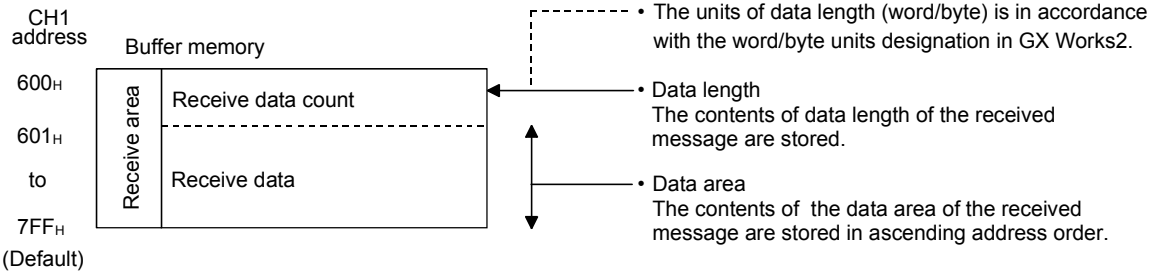 CH1
address
Buffer memory
600H
601H
to
7FFH
(Default)
Receive area
Receive data count
Receive data
• The units of data length (word/byte) is in accordance
with the word/byte units designation in GX Works2.
• Data length
The contents of data length of the received
message are stored.
• Data area
The contents of the data area of the received
message are stored in ascending address order.